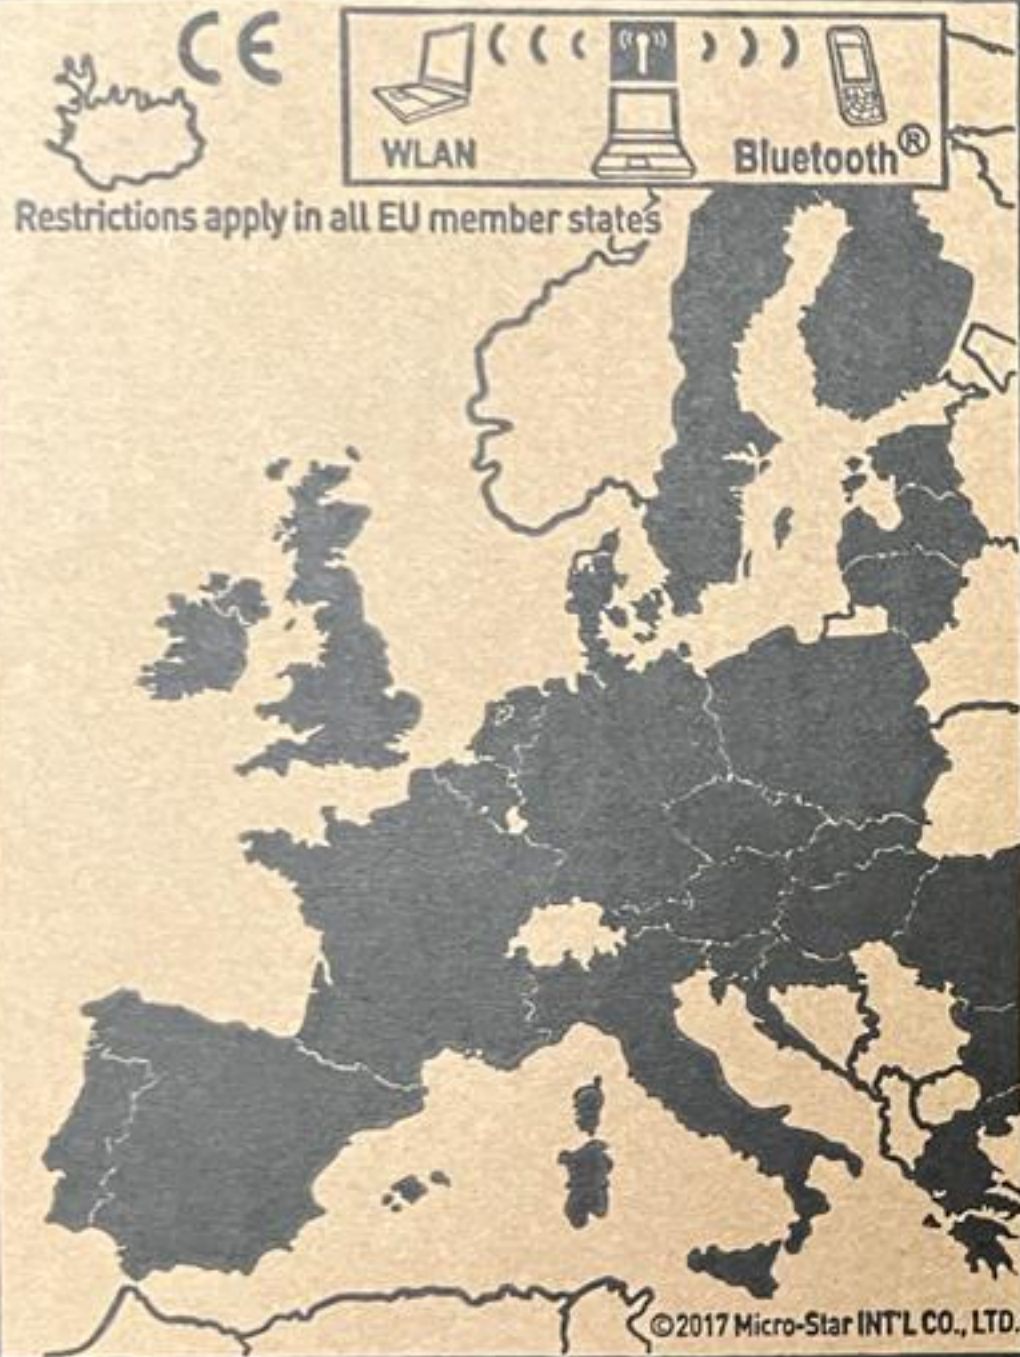 CE
WLAN
Bluetooth®
Restrictions apply in all EU member states
©2017 Micro-Star INT'L CO., LTD.